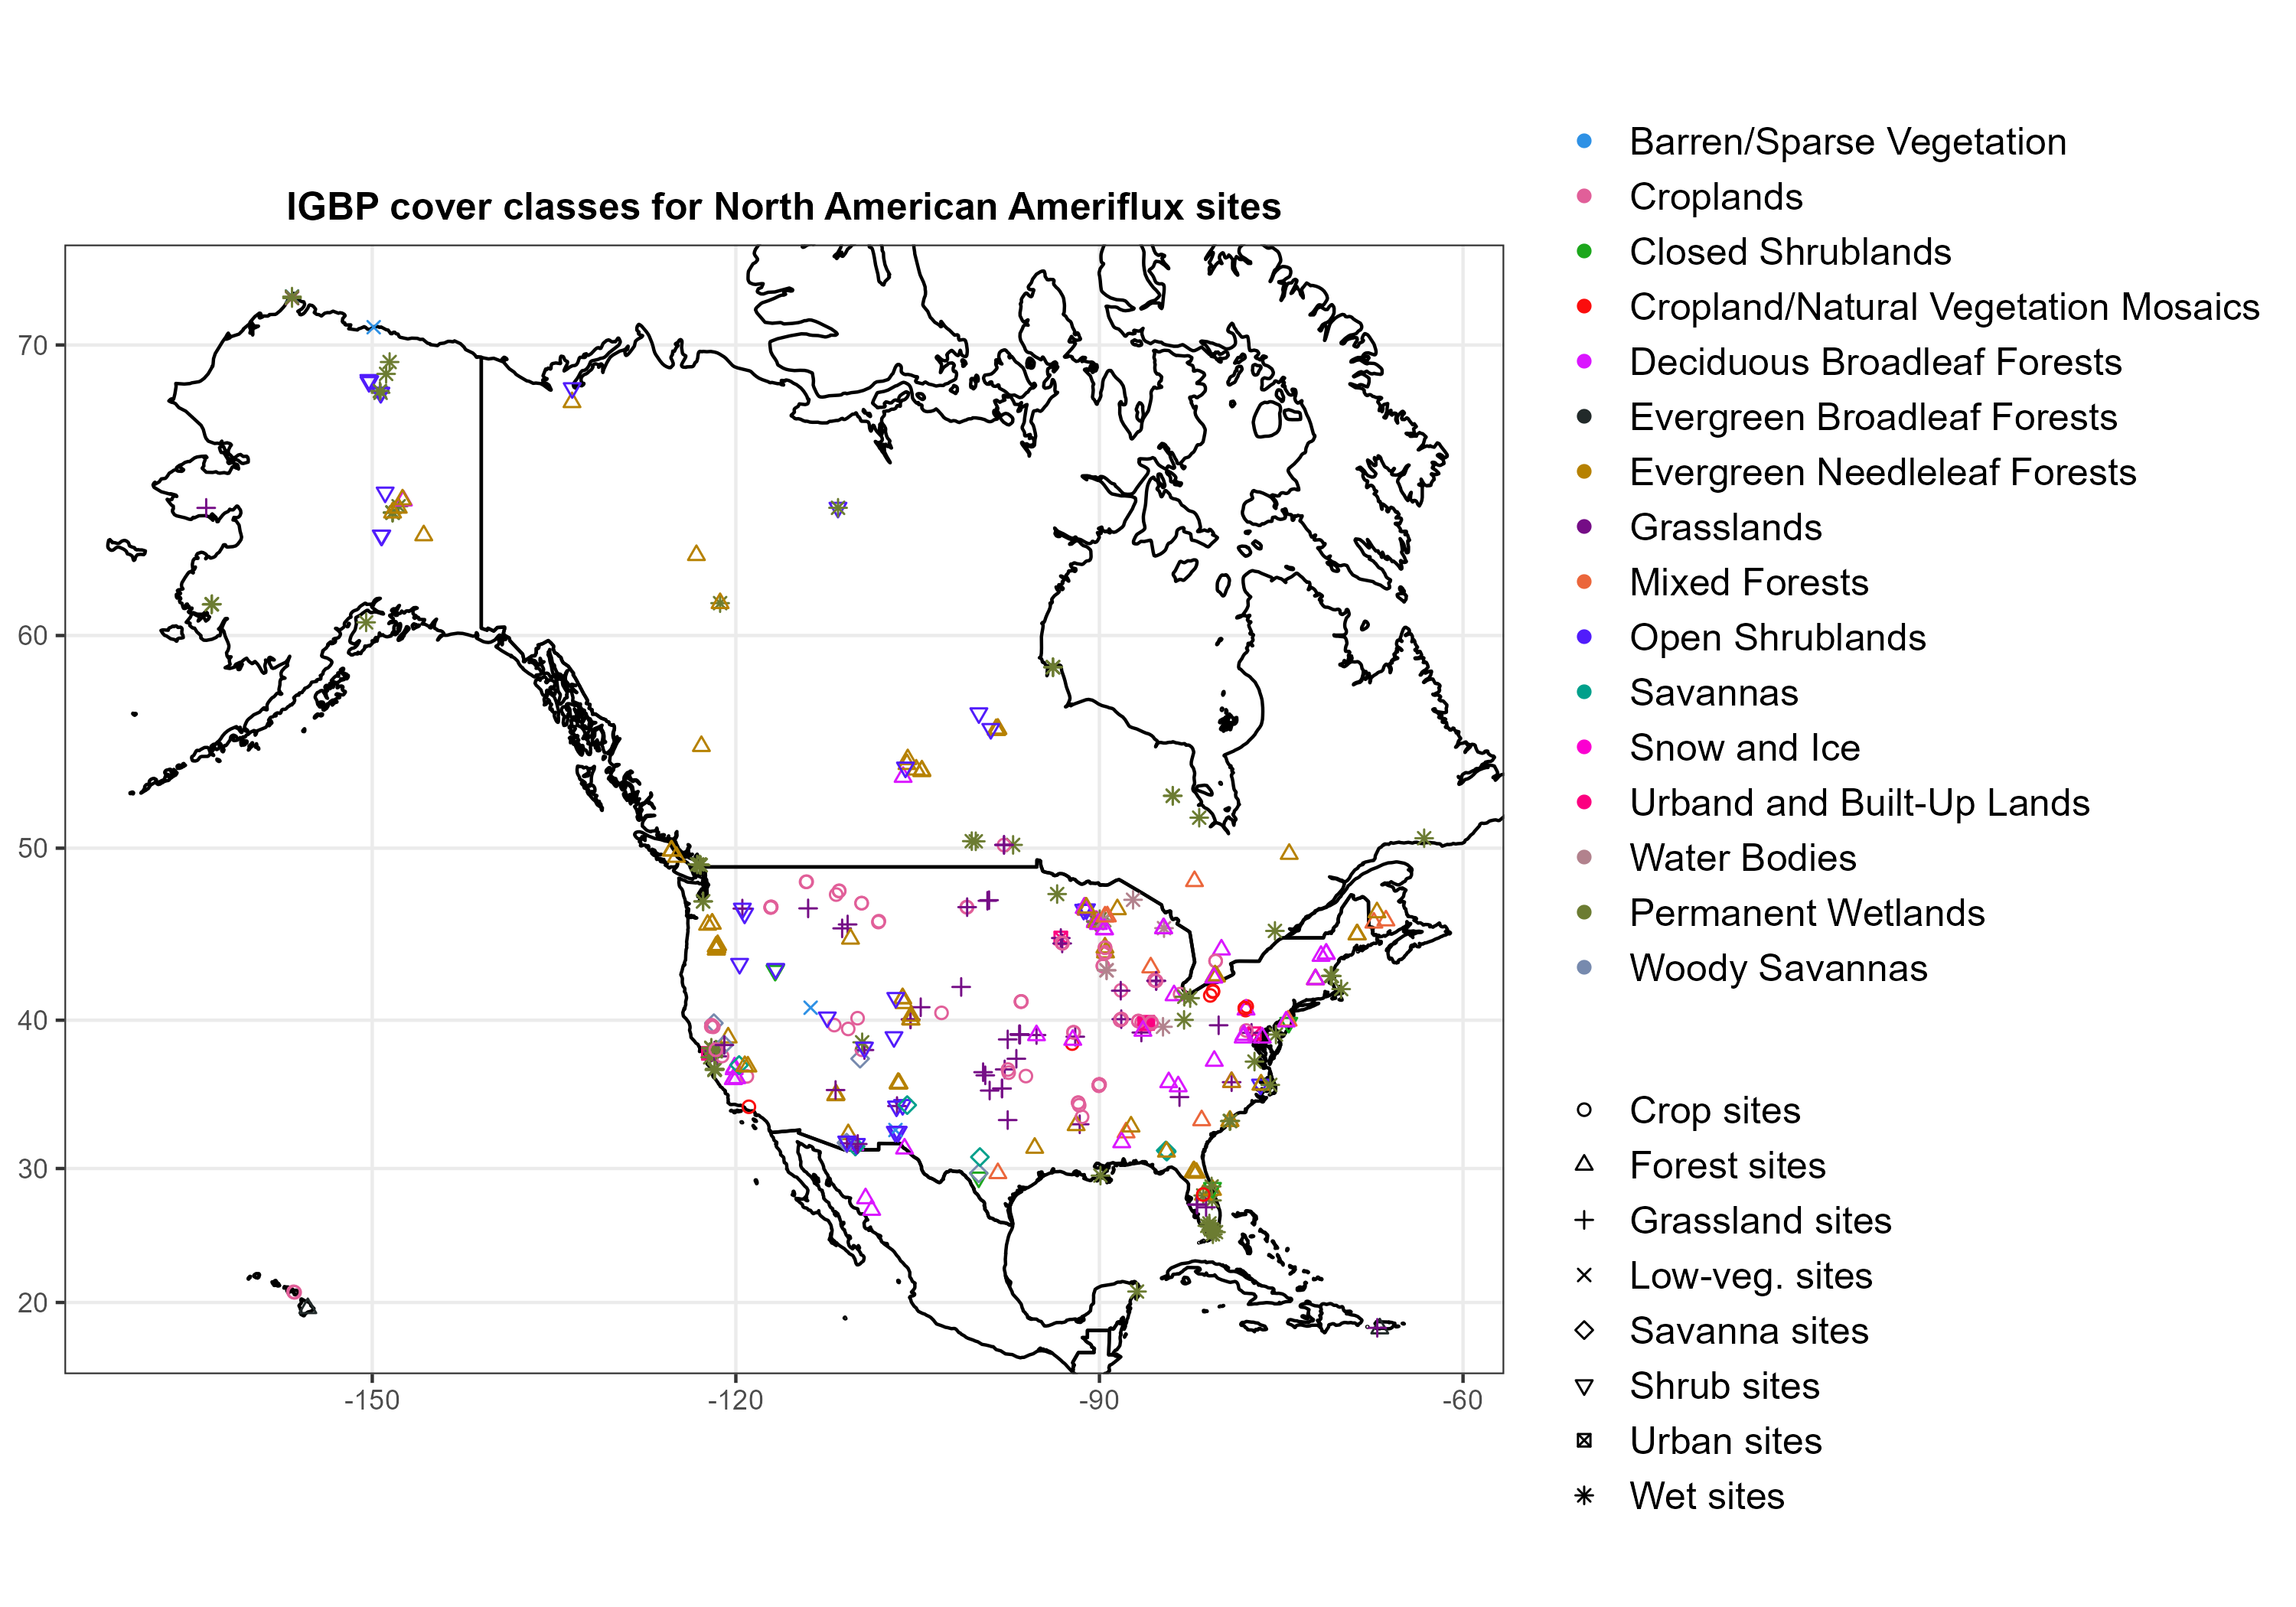 IGBP cover classes for North American Ameriflux sites
70
60
50
40
30
20
-150
-120
-90
-60
Barren/Sparse Vegetation
Croplands
Closed Shrublands
Cropland/Natural Vegetation Mosaics
Deciduous Broadleaf Forests
Evergreen Broadleaf Forests
Evergreen Needleleaf Forests
Grasslands
Mixed Forests
Open Shrublands
Savannas
Snow and Ice
Urband and Built-Up Lands
Water Bodies
Permanent Wetlands
Woody Savannas
Crop sites
Forest sites
Grassland sites
Low-veg. sites
Savanna sites
Shrub sites
Urban sites
Wet sites